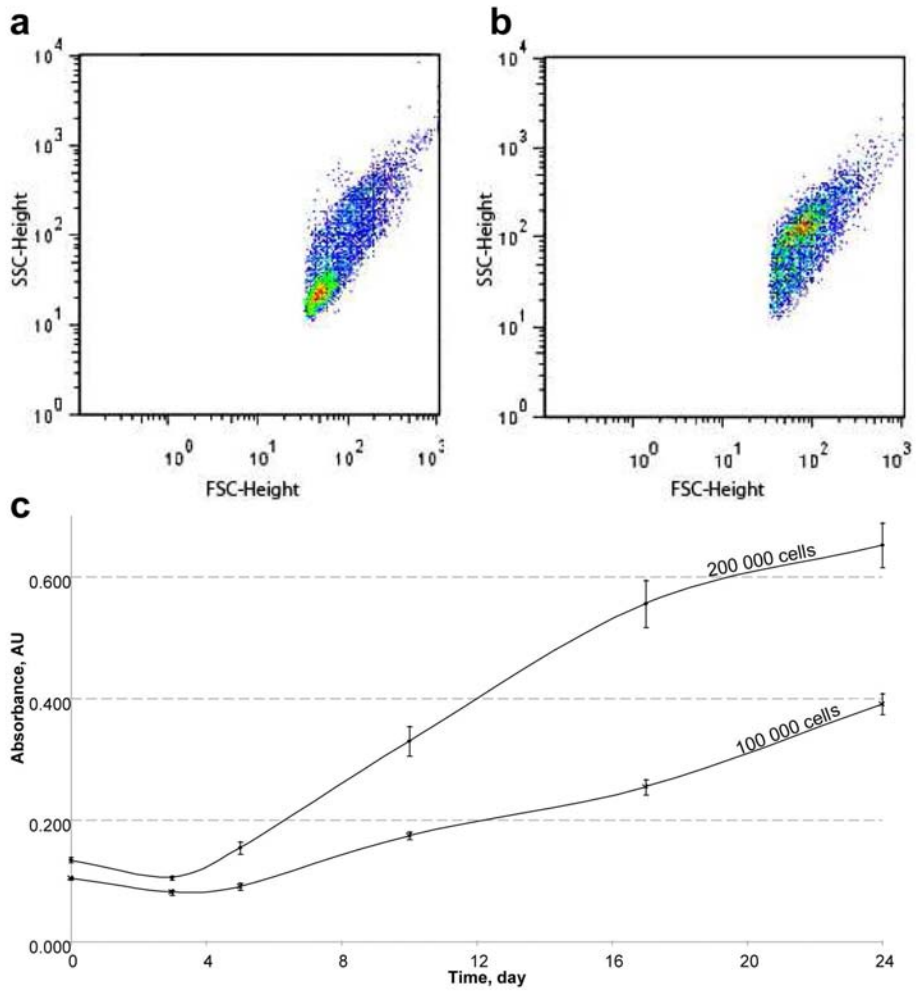 a
b
10^4
10^3
10^2
10^1
10^0
SSC-Height
10^0
10^1
10^2
10^3
FSC-Height
10^4
10^3
10^2
10^1
10^0
SSC-Height
10^0
10^1
10^2
10^3
FSC-Height
c
200 000 cells
100 000 cells
0.600
0.400
0.200
0.000
Absorbance, AU
0 4 8 12 16 20 24
Time, day